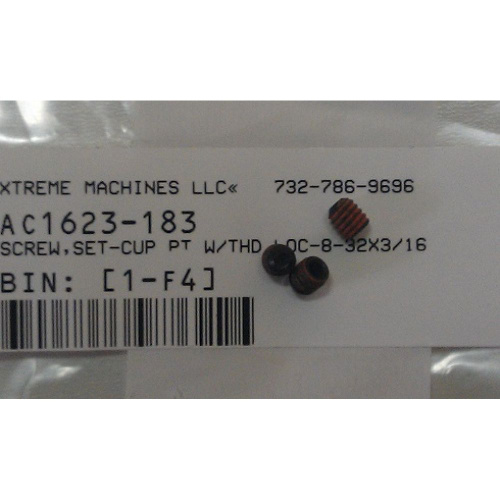 XTREME MACHINES LLC« 732-786-9696
AC1623-183
SCREW,SET-CUP PT W/THD LOC-8-32X3/16
BIN: [1-F4]